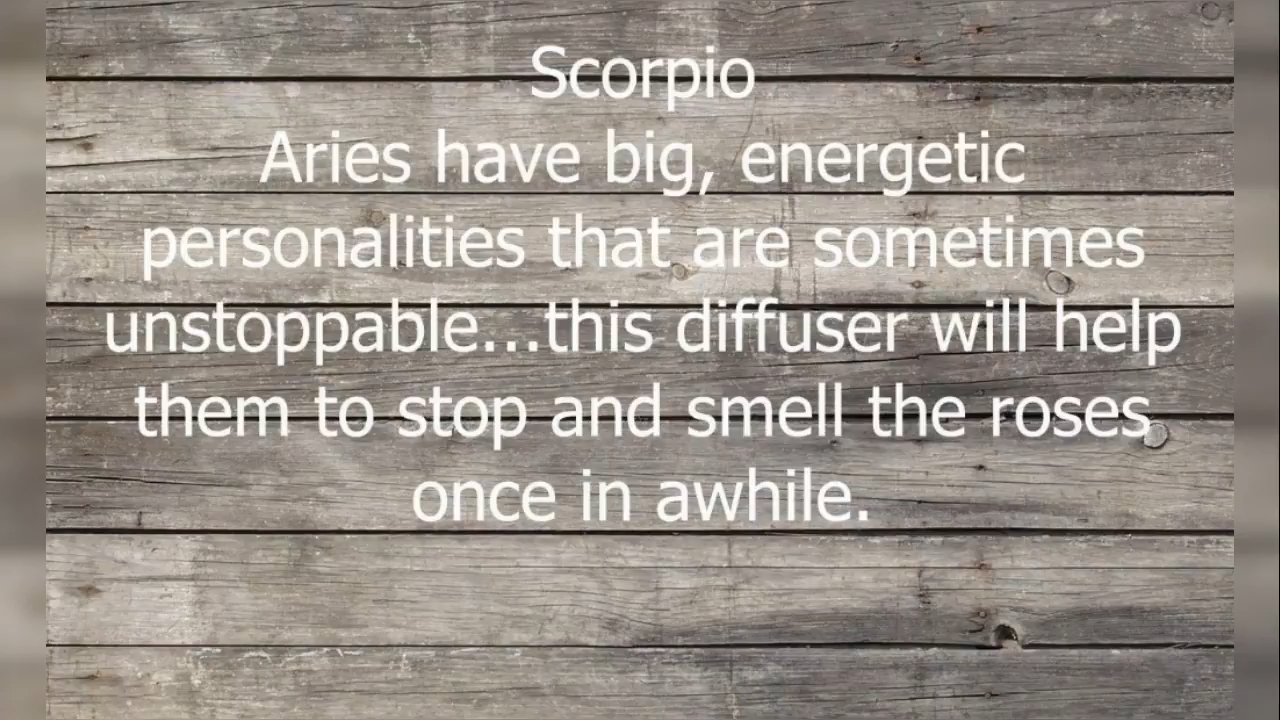 Scorpio
Aries have big, energetic
personalities that are sometimes
unstoppable...this diffuser will help
them to stop and smell the roses
once in awhile.